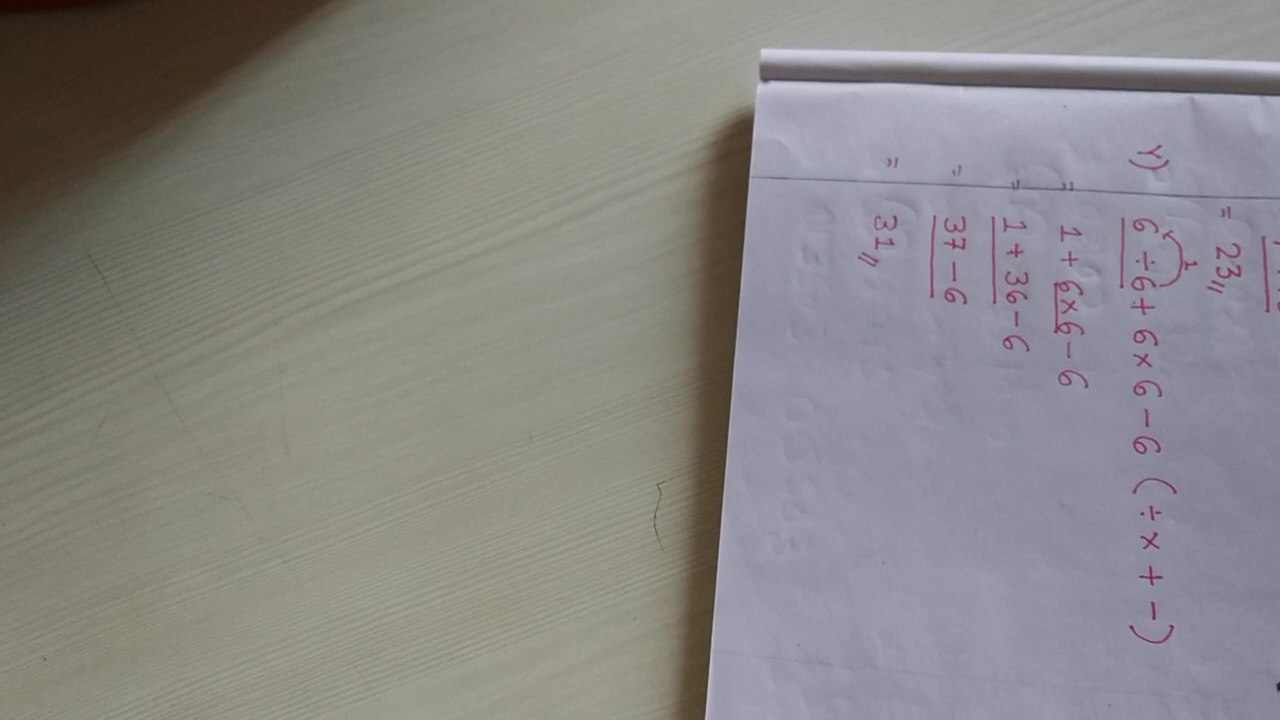 = 23,,
Y) 6 ÷ 6 + 6 × 6 - 6 ( ÷ × + - )
= 1 + 6 × 6 - 6
= 1 + 36 - 6
= 37 - 6
= 31,,